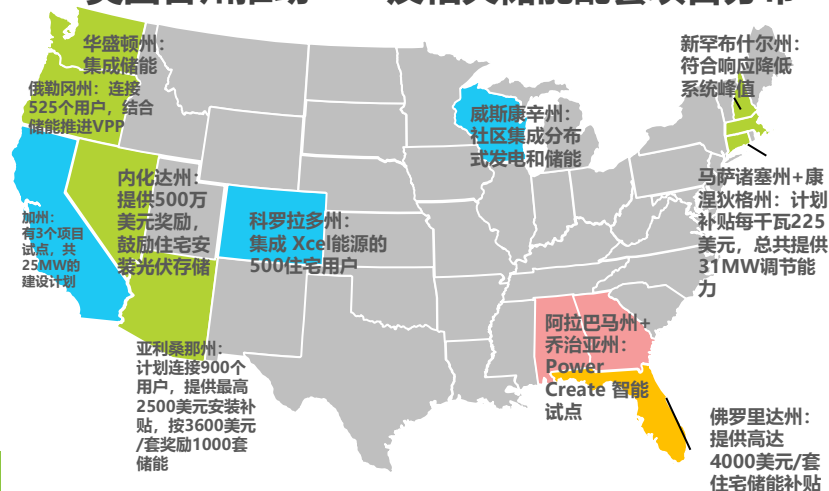 华盛顿州：
集成储能
俄勒冈州：连接
525个用户，结合
储能推进VPP
加州：
有3个项目
试点，共
25MW的
建设计划
内化达州：
提供500万
美元奖励，
鼓励住宅安
装光伏存储
科罗拉多州：
集成 Xcel能源的
500住宅用户
亚利桑那州：
计划连接900个
用户，提供最高
2500美元安装补
贴，按3600美元
/套奖励1000套
储能
威斯康辛州：
社区集成分布
式发电和储能
新罕布什尔州：
符合响应降低
系统峰值
马萨诸塞州+康
涅狄格州：计划
补贴每千瓦225
美元，总共提供
31MW调节能
力
阿拉巴马州+
乔治亚州：
Power
Create 智能
试点
佛罗里达州：
提供高达
4000美元/套
住宅储能补贴